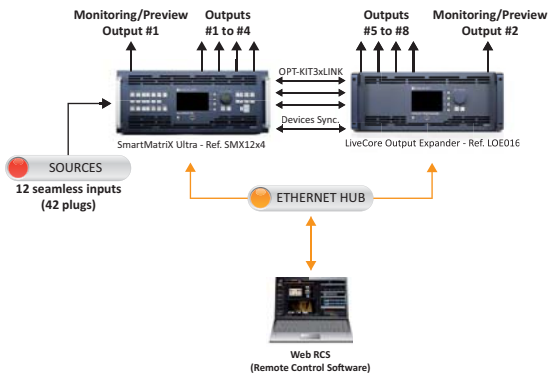 Monitoring/Preview
Output #1
Outputs
#1 to #4
Outputs
#5 to #8
Monitoring/Preview
Output #2
OPT-KIT3xLINK
Devices Sync.
SmartMatriX Ultra - Ref. SMX12x4
LiveCore Output Expander - Ref. LOE016
SOURCES
12 seamless inputs
(42 plugs)
ETHERNET HUB
Web RCS
(Remote Control Software)